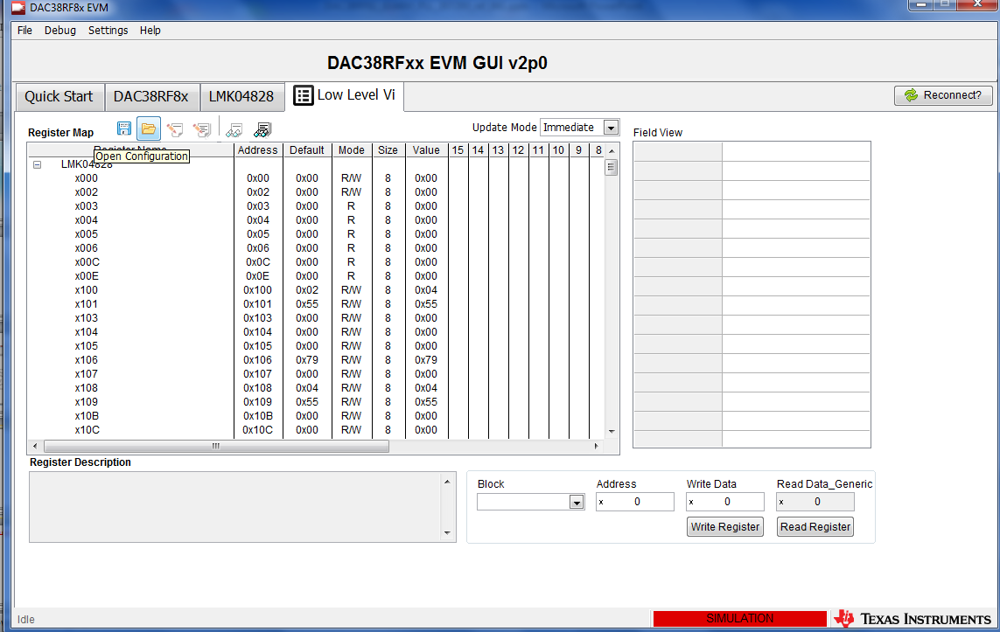 DAC38RF8x EVM
File Debug Settings Help
DAC38RFxx EVM GUI v2p0
Quick Start DAC38RF8x LMK04828 Low Level Vi Reconnect?
Register Map Update Mode Immediate Field View
Address Default Mode Size Value 15 14 13 12 11 10 9 8
Open Configuration
LMK04828
x000 0x00 0x00 R/W 8 0x00
x002 0x02 0x00 R/W 8 0x00
x003 0x03 0x00 R 8 0x00
x004 0x04 0x00 R 8 0x00
x005 0x05 0x00 R 8 0x00
x006 0x06 0x00 R 8 0x00
x00C 0x0C 0x00 R 8 0x00
x00E 0x0E 0x00 R 8 0x00
x100 0x100 0x02 R/W 8 0x04
x101 0x101 0x55 R/W 8 0x55
x103 0x103 0x00 R/W 8 0x00
x104 0x104 0x00 R/W 8 0x00
x105 0x105 0x00 R/W 8 0x00
x106 0x106 0x79 R/W 8 0x79
x107 0x107 0x00 R/W 8 0x00
x108 0x108 0x04 R/W 8 0x04
x109 0x109 0x55 R/W 8 0x55
x10B 0x10B 0x00 R/W 8 0x00
x10C 0x10C 0x00 R/W 8 0x00
Register Description
Block Address Write Data Read Data_Generic
x 0 x 0 x 0
Write Register Read Register
Idle SIMULATION TEXAS INSTRUMENTS